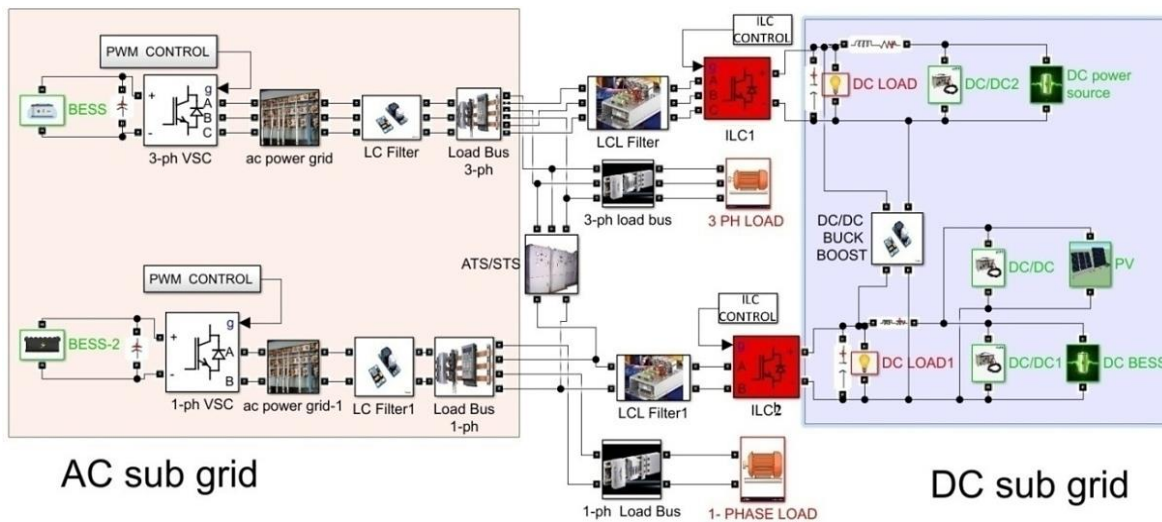 PWM CONTROL
BESS
+
-
g
A
B
C
3-ph VSC
ac power grid
LC Filter
Load Bus
3-ph
LCL Filter
ILC
CONTROL
g
A
B
C
+
-
ILC1
DC LOAD
DC/DC2
DC power
source
3-ph load bus
3 PH LOAD
ATS/STS
DC/DC
BUCK
BOOST
DC/DC
PV
PWM CONTROL
BESS-2
+
-
g
A
B
1-ph VSC
ac power grid-1
LC Filter1
Load Bus
1-ph
LCL Filter1
ILC
CONTROL
g
A
B
+
-
ILC2
DC LOAD1
DC/DC1
DC BESS
1-ph Load Bus
1- PHASE LOAD
AC sub grid
DC sub grid